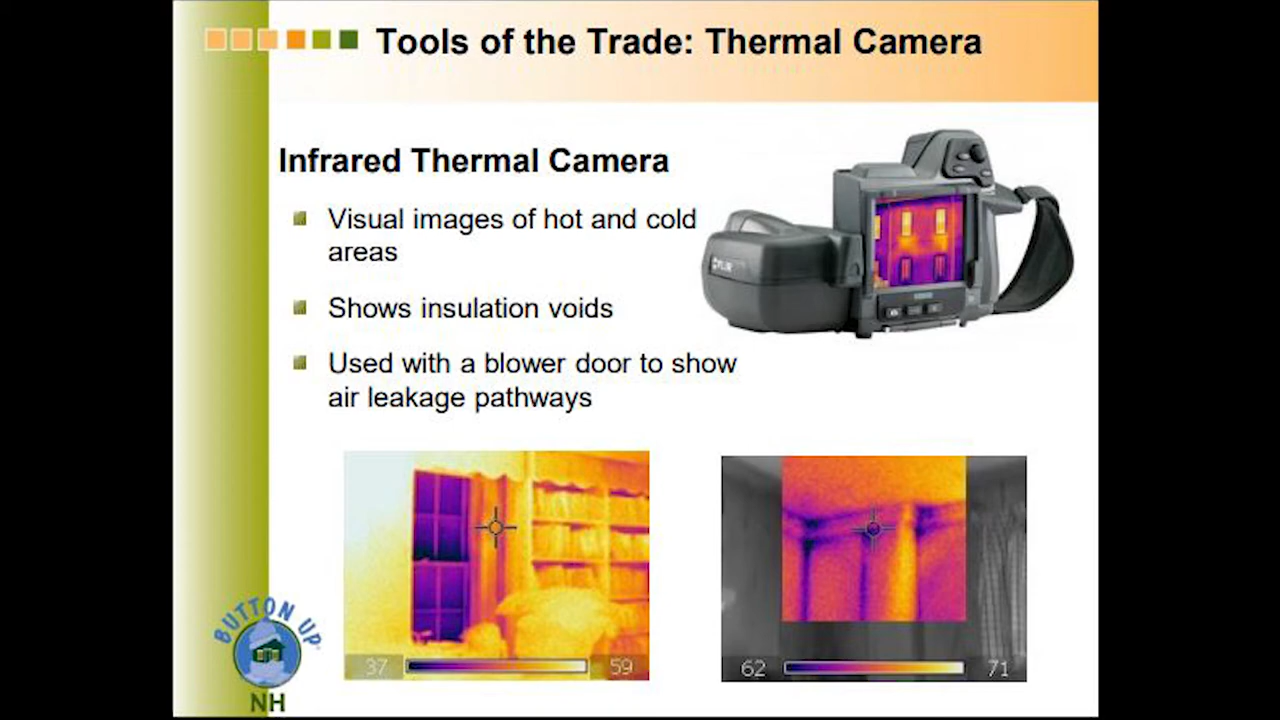 Tools of the Trade: Thermal Camera
Infrared Thermal Camera
Visual images of hot and cold
areas
Shows insulation voids
Used with a blower door to show
air leakage pathways
FLIR
37
59
62
71
BUTTON UP
NH